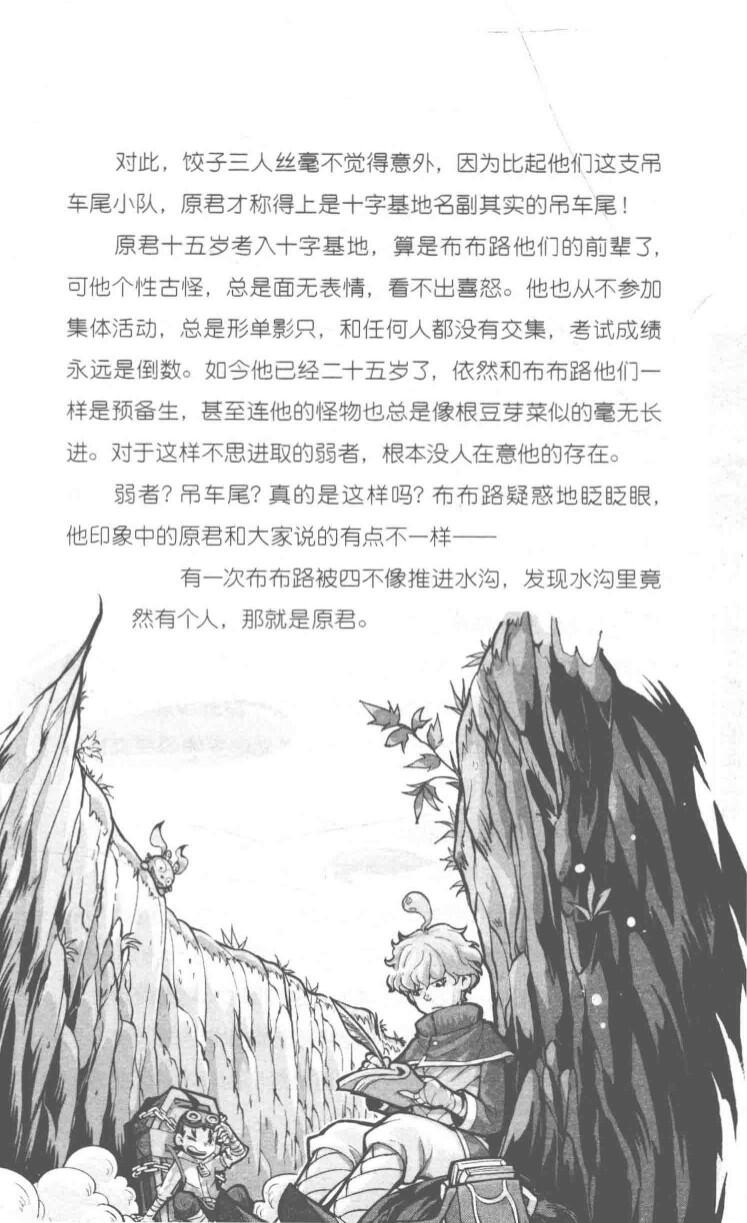 对此，饺子三人丝毫不觉得意外，因为比起他们这支吊
车尾小队，原君才称得上是十字基地名副其实的吊车尾！
原君十五岁考入十字基地，算是布布路他们的前辈了，
可他个性古怪，总是面无表情，看不出喜怒。他也从不参加
集体活动，总是形单影只，和任何人都没有交集，考试成绩
永远是倒数。如今他已经二十五岁了，依然和布布路他们一
样是预备生，甚至连他的怪物也总是像根豆芽菜似的毫无长
进。对于这样不思进取的弱者，根本没人在意他的存在。
弱者？吊车尾？真的是这样吗？布布路疑惑地眨眨眼，
他印象中的原君和大家说的有点不一样——
有一次布布路被四不像推进水沟，发现水沟里竟
然有个人，那就是原君。